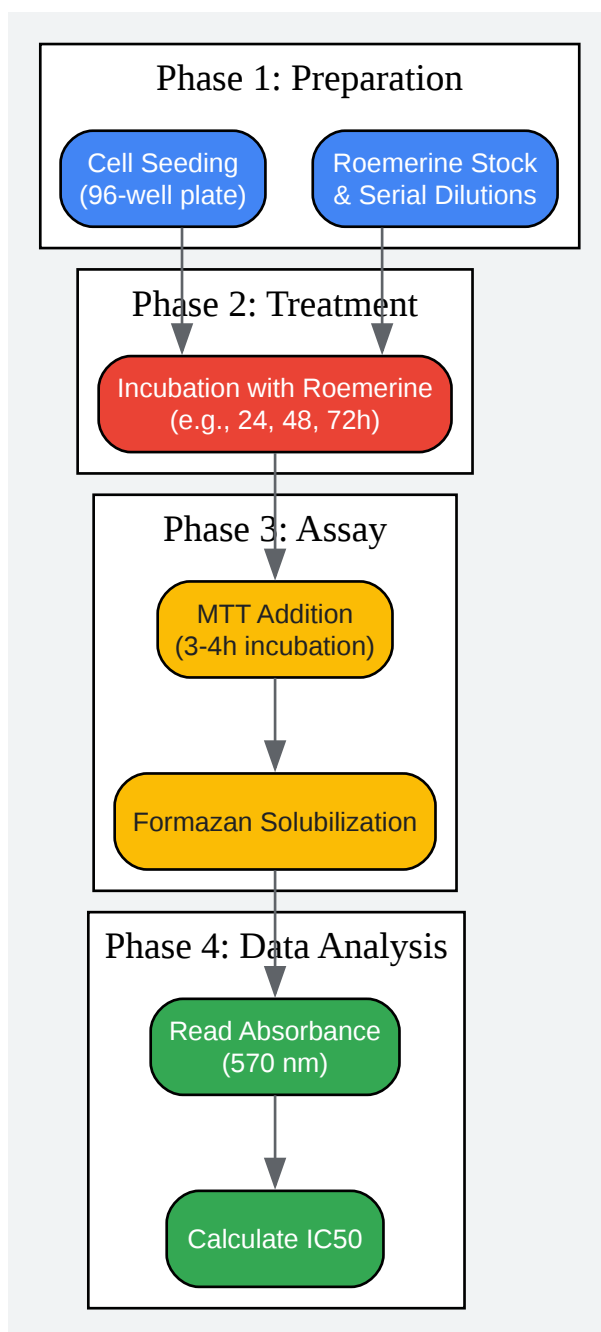 Phase 1: Preparation
Cell Seeding
(96-well plate)
Roemerine Stock
& Serial Dilutions
Phase 2: Treatment
Incubation with Roemerine
(e.g., 24, 48, 72h)
Phase 3: Assay
MTT Addition
(3-4h incubation)
Formazan Solubilization
Phase 4: Data Analysis
Read Absorbance
(570 nm)
Calculate IC50